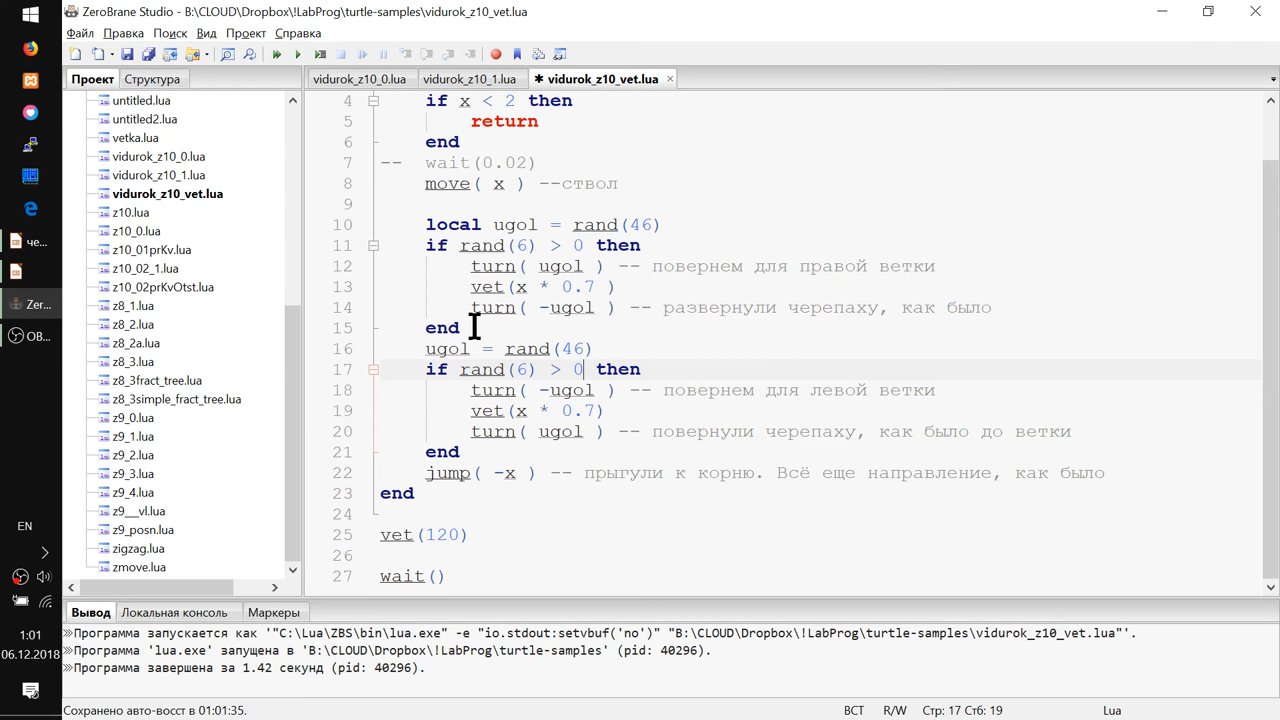 ZeroBrane Studio - B:\CLOUD\Dropbox\!LabProg\turtle-samples\vidurok_z10_vet.lua
Файл Правка Поиск Вид Проект Справка
Проект Структура
vidurok_z10_0.lua vidurok_z10_1.lua * vidurok_z10_vet.lua
untitled.lua
untitled2.lua
vetka.lua
vidurok_z10_0.lua
vidurok_z10_1.lua
vidurok_z10_vet.lua
z10.lua
z10_0.lua
z10_01prKv.lua
z10_02_1.lua
z10_02prKvOtst.lua
z8_1.lua
z8_2.lua
z8_2a.lua
z8_3.lua
z8_3fract_tree.lua
z8_3simple_fract_tree.lua
z9_0.lua
z9_1.lua
z9_2.lua
z9_3.lua
z9_4.lua
z9__vl.lua
z9_posn.lua
zigzag.lua
zmove.lua
4 if x < 2 then
5 return
6 end
7 -- wait(0.02)
8 move( x ) --ствол
10 local ugol = rand(46)
11 if rand(6) > 0 then
12 turn( ugol ) -- повернем для правой ветки
13 vet(x * 0.7 )
14 turn( -ugol ) -- развернули черепаху, как было
15 end
16 ugol = rand(46)
17 if rand(6) > 0 then
18 turn( -ugol ) -- повернем для левой ветки
19 vet(x * 0.7)
20 turn( ugol ) -- повернули черепаху, как было до ветки
21 end
22 jump( -x ) -- прыгули к корню. Всё еще направление, как было
23 end
24
25 vet(120)
26
27 wait()
Вывод Локальная консоль Маркеры
Программа запускается как '"C:\Lua\ZBS\bin\lua.exe" -e "io.stdout:setvbuf('no')" "B:\CLOUD\Dropbox\!LabProg\turtle-samples\vidurok_z10_vet.lua"'.
Программа 'lua.exe' запущена в 'B:\CLOUD\Dropbox\!LabProg\turtle-samples' (pid: 40296).
Программа завершена за 1.42 секунд (pid: 40296).
Сохранено авто-восст в 01:01:35.
ВСТ R/W Стр: 17 Стб: 19 Lua
че...
Zer...
OB...
EN
1:01
06.12.2018